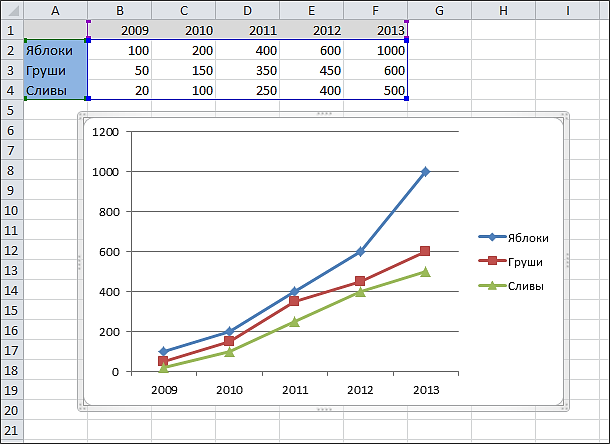 A B C D E F G H I
1 2009 2010 2011 2012 2013
2 Яблоки 100 200 400 600 1000
3 Груши 50 150 350 450 600
4 Сливы 20 100 250 400 500
5
6 1200
7
8 1000
9
10 800
11
12 600 Яблоки
13 Груши
14 400 Сливы
15
16 200
17
18 0
19 2009 2010 2011 2012 2013
20
21